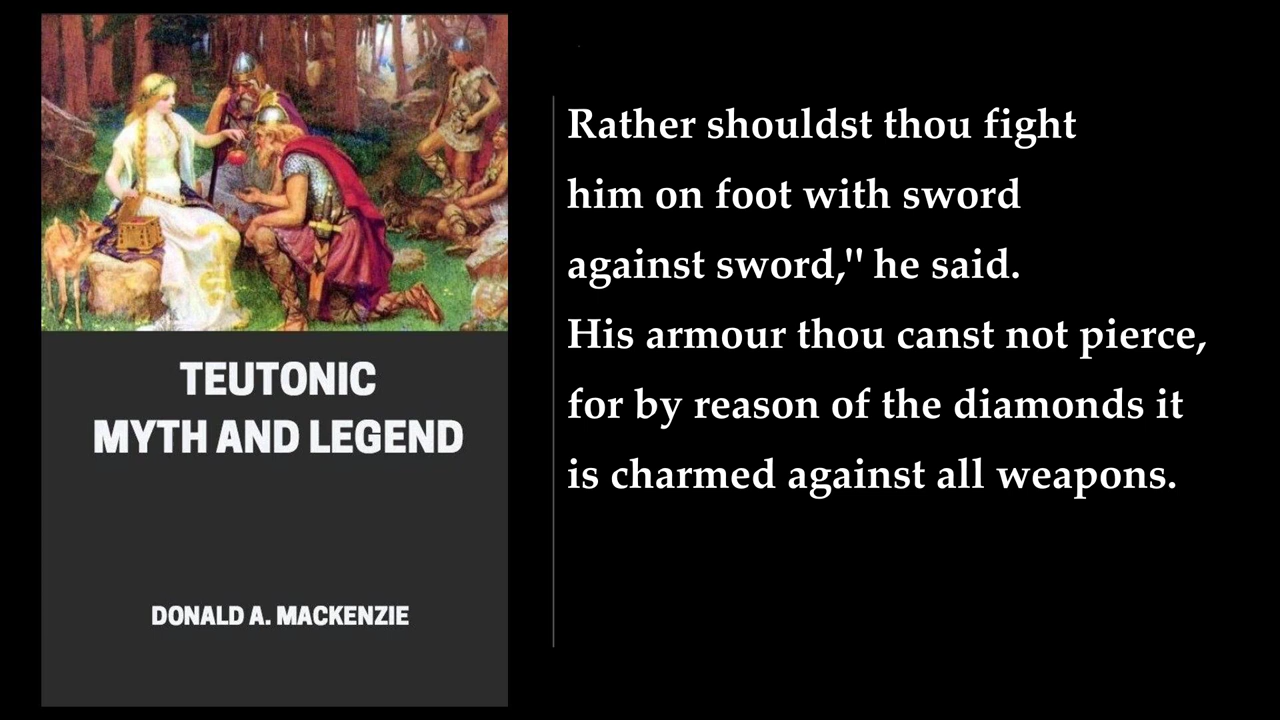 TEUTONIC
MYTH AND LEGEND
DONALD A. MACKENZIE
Rather shouldst thou fight
him on foot with sword
against sword," he said.
His armour thou canst not pierce,
for by reason of the diamonds it
is charmed against all weapons.